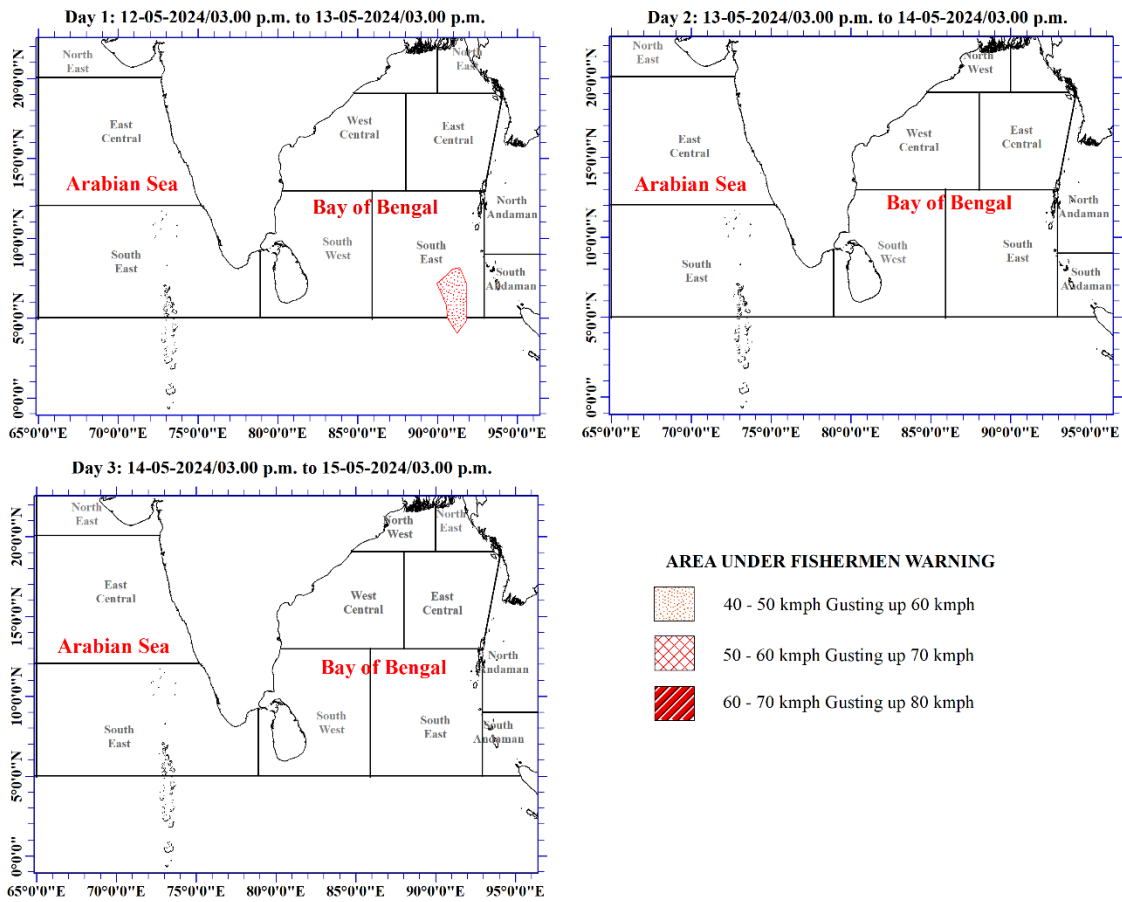 Day 1: 12-05-2024/03.00 p.m. to 13-05-2024/03.00 p.m.
North
East
North
East
20°0'0"N
East
Central
West
Central
East
Central
15°0'0"N
Arabian Sea
Bay of Bengal
North
Andaman
10°0'0"N
South
East
South
West
South
East
South
Andaman
5°0'0"N
0°0'0"
65°0'0"E 70°0'0"E 75°0'0"E 80°0'0"E 85°0'0"E 90°0'0"E 95°0'0"E
Day 2: 13-05-2024/03.00 p.m. to 14-05-2024/03.00 p.m.
North
East
North
West
20°0'0"N
East
Central
West
Central
East
Central
15°0'0"N
Arabian Sea
Bay of Bengal
North
Andaman
10°0'0"N
South
East
South
West
South
East
South
Andaman
5°0'0"N
0°0'0"
65°0'0"E 70°0'0"E 75°0'0"E 80°0'0"E 85°0'0"E 90°0'0"E 95°0'0"E
Day 3: 14-05-2024/03.00 p.m. to 15-05-2024/03.00 p.m.
North
East
North
West
North
East
20°0'0"N
East
Central
West
Central
East
Central
15°0'0"N
Arabian Sea
Bay of Bengal
North
Andaman
10°0'0"N
South
East
South
West
South
East
South
Andaman
5°0'0"N
0°0'0"
65°0'0"E 70°0'0"E 75°0'0"E 80°0'0"E 85°0'0"E 90°0'0"E 95°0'0"E
AREA UNDER FISHERMEN WARNING
40 - 50 kmph Gusting up 60 kmph
50 - 60 kmph Gusting up 70 kmph
60 - 70 kmph Gusting up 80 kmph